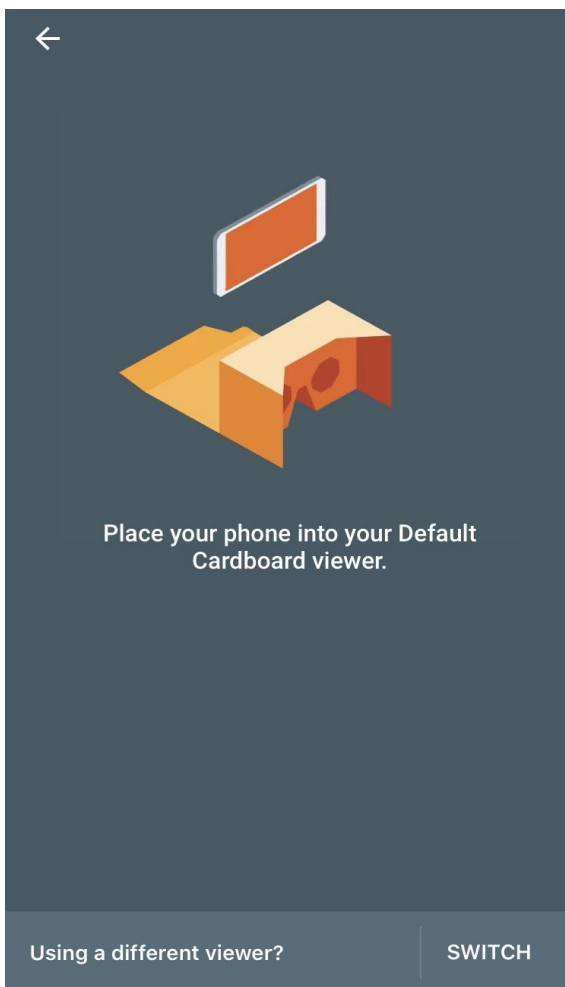 Place your phone into your Default
Cardboard viewer.
Using a different viewer?
SWITCH